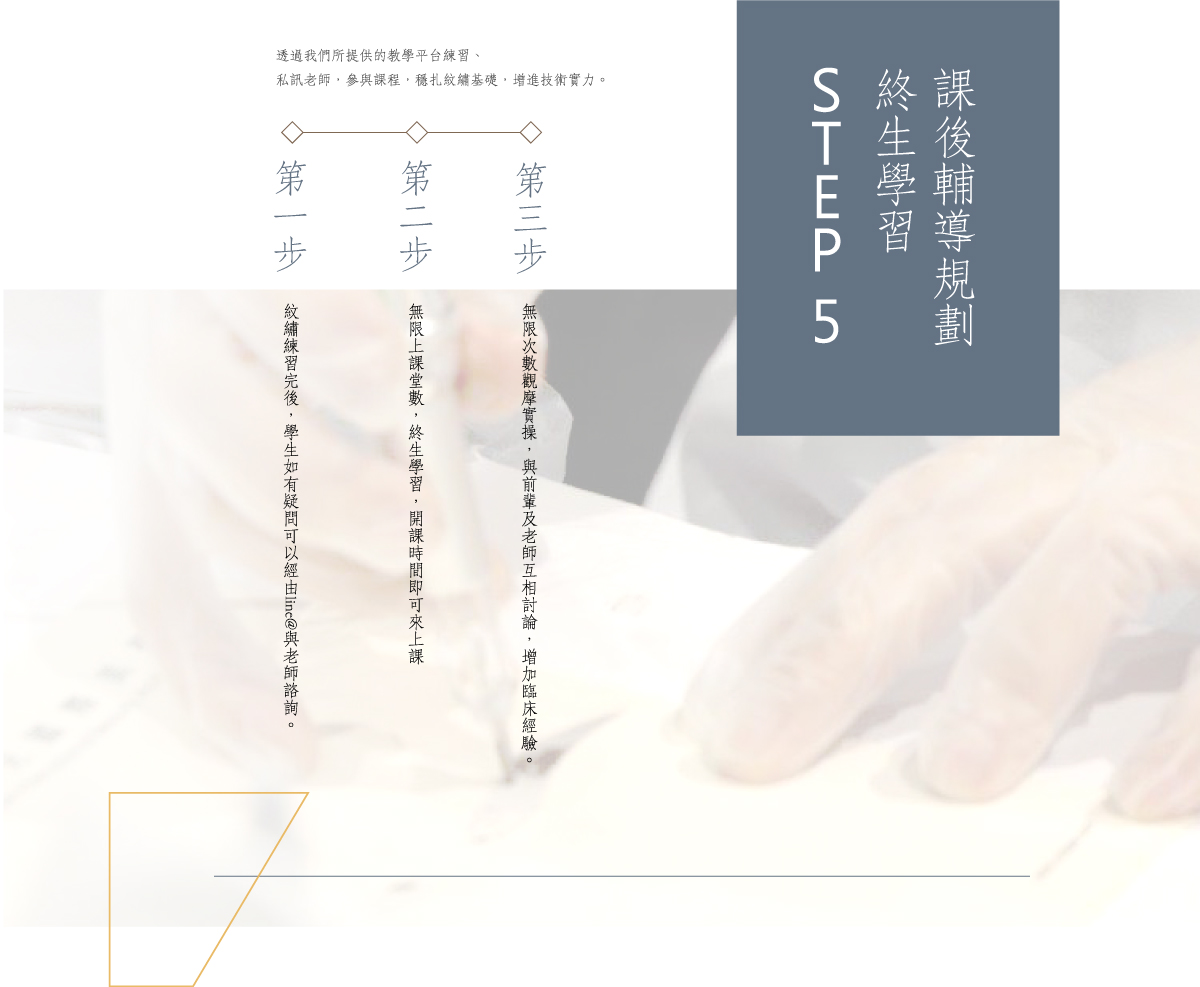 課後輔導規劃
終生學習
STEP 5
透過我們所提供的教學平台練習、
私訊老師，參與課程，穩扎紋繡基礎，增進技術實力。
第一步
紋繡練習完後，學生如有疑問可以經由line@與老師諮詢。
第二步
無限上課堂數，終生學習，開課時間即可來上課
第三步
無限次數觀摩實操，與前輩及老師互相討論，增加臨床經驗。